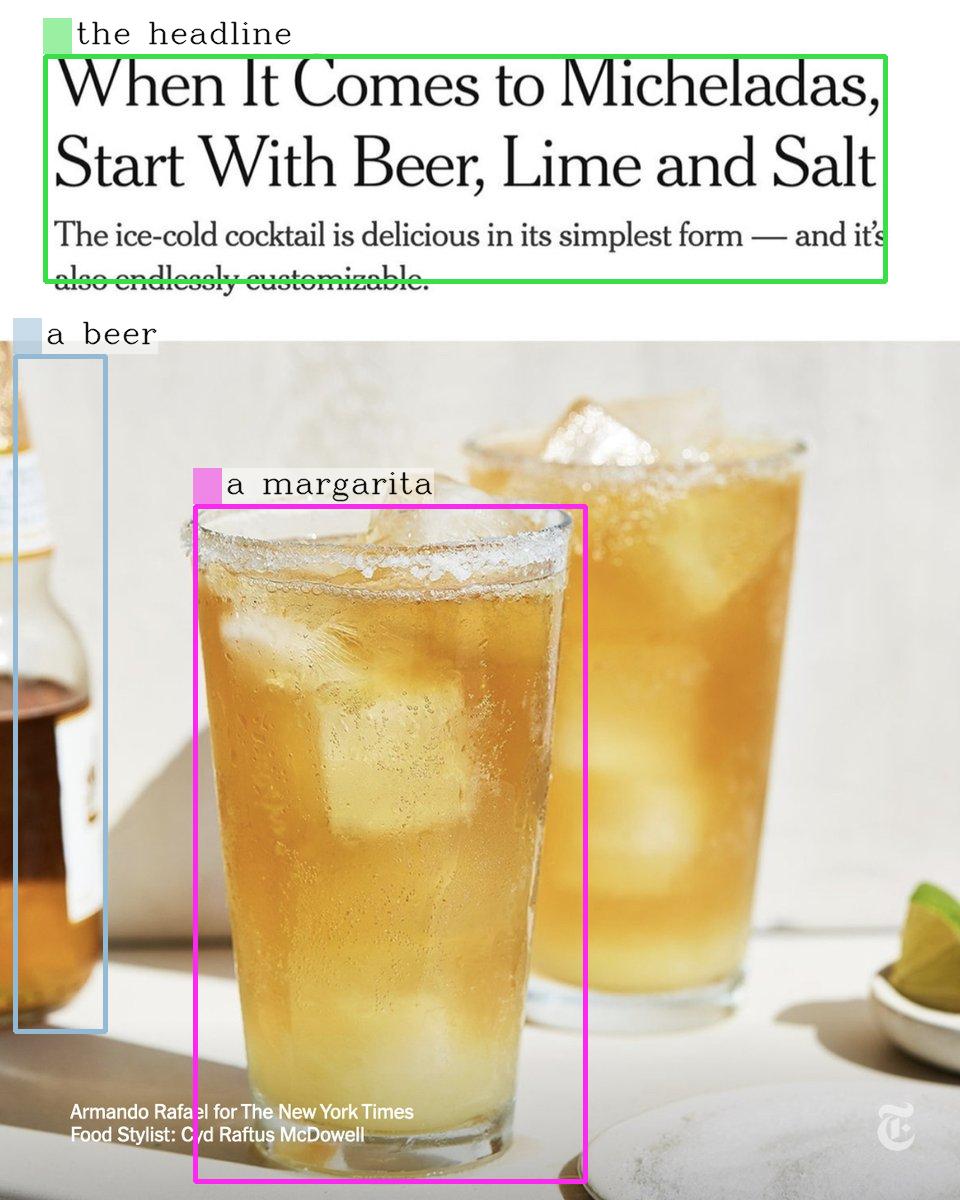 the headline
When It Comes to Micheladas,
Start With Beer, Lime and Salt
The ice-cold cocktail is delicious in its simplest form — and it's
also endlessly customizable.
a beer
a margarita
Armando Rafael for The New York Times
Food Stylist: Cyd Raftus McDowell
T